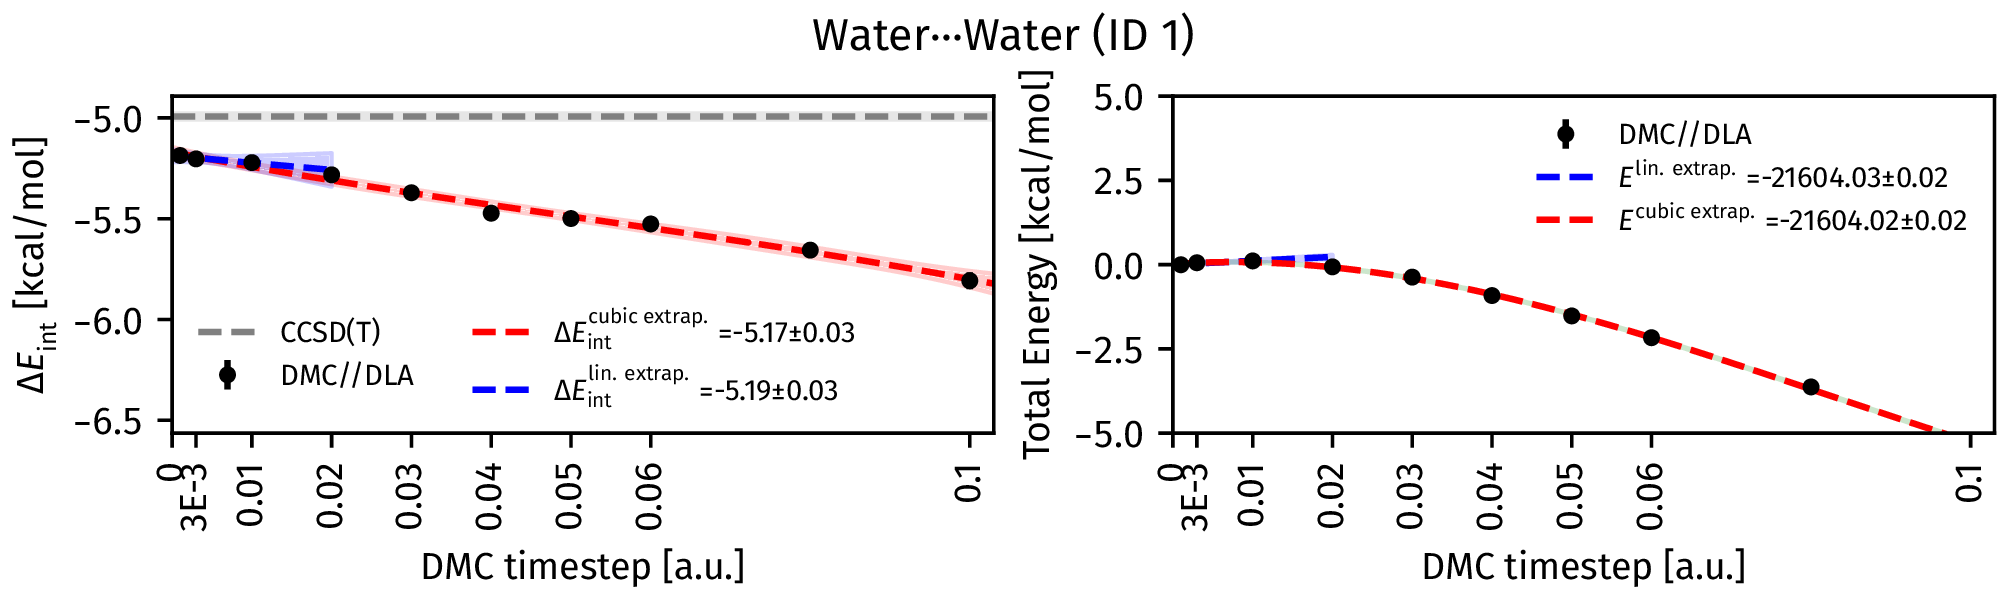 Water···Water (ID 1)
ΔE_int [kcal/mol]
−5.0
−5.5
−6.0
−6.5
CCSD(T)
DMC//DLA
ΔE_int^cubic extrap. =-5.17±0.03
ΔE_int^lin. extrap. =-5.19±0.03
0
3E-3
0.01
0.02
0.03
0.04
0.05
0.06
0.1
DMC timestep [a.u.]
Total Energy [kcal/mol]
5.0
2.5
0.0
−2.5
−5.0
DMC//DLA
E^lin. extrap. =-21604.03±0.02
E^cubic extrap. =-21604.02±0.02
0
3E-3
0.01
0.02
0.03
0.04
0.05
0.06
0.1
DMC timestep [a.u.]